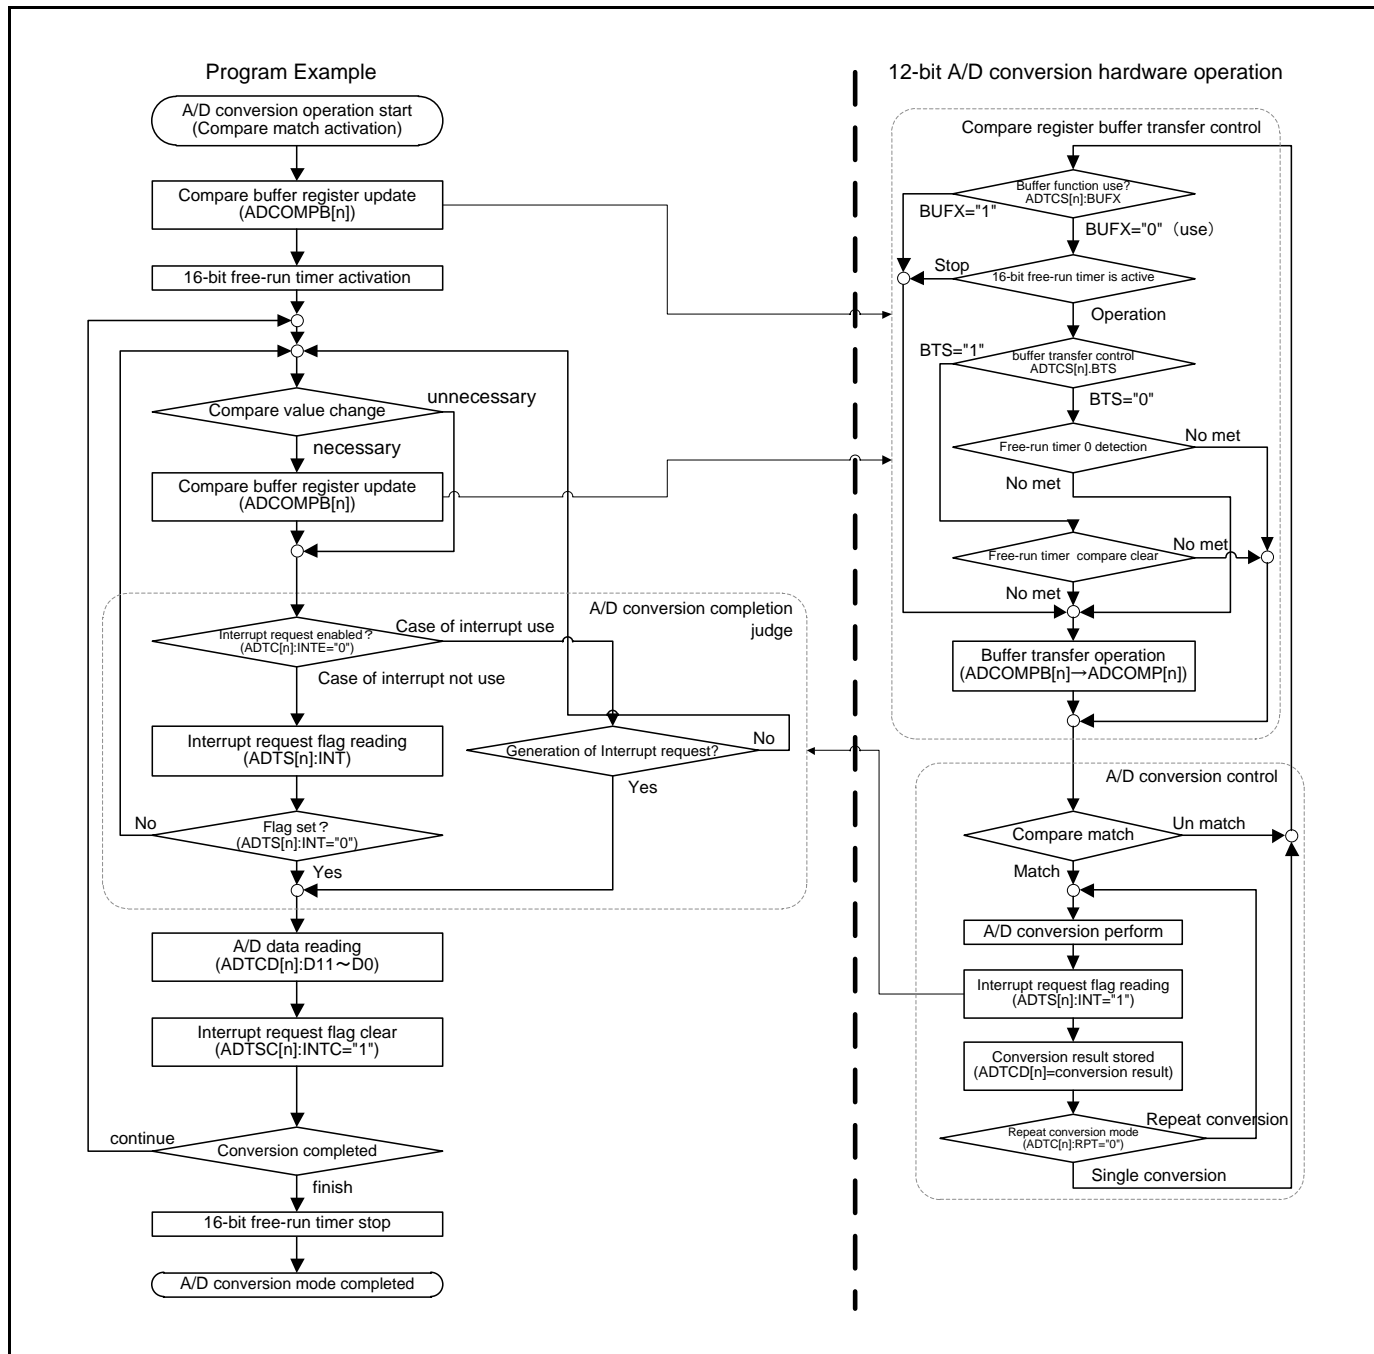 Program Example
A/D conversion operation start
(Compare match activation)
Compare buffer register update
(ADCOMPB[n])
16-bit free-run timer activation
Compare value change
unnecessary
necessary
Compare buffer register update
(ADCOMPB[n])
A/D conversion completion
judge
Interrupt request enabled？
(ADTC[n]:INTE="0")
Case of interrupt use
Case of interrupt not use
Interrupt request flag reading
(ADTS[n]:INT)
Generation of Interrupt request?
No
Yes
No
Flag set？
(ADTS[n]:INT="0")
Yes
A/D data reading
(ADTCD[n]:D11～D0)
Interrupt request flag clear
(ADTSC[n]:INTC="1")
continue
Conversion completed
finish
16-bit free-run timer stop
A/D conversion mode completed
12-bit A/D conversion hardware operation
Compare register buffer transfer control
Buffer function use?
ADTCS[n]:BUFX
BUFX="1"
BUFX="0"（use）
Stop
16-bit free-run timer is active
Operation
BTS="1"
buffer transfer control
ADTCS[n].BTS
BTS="0"
Free-run timer 0 detection
No met
No met
Free-run timer compare clear
No met
No met
Buffer transfer operation
(ADCOMPB[n]→ADCOMP[n])
A/D conversion control
Compare match
Un match
Match
A/D conversion perform
Interrupt request flag reading
(ADTS[n]:INT="1")
Conversion result stored
(ADTCD[n]=conversion result)
Repeat conversion mode
(ADTC[n]:RPT="0")
Repeat conversion
Single conversion